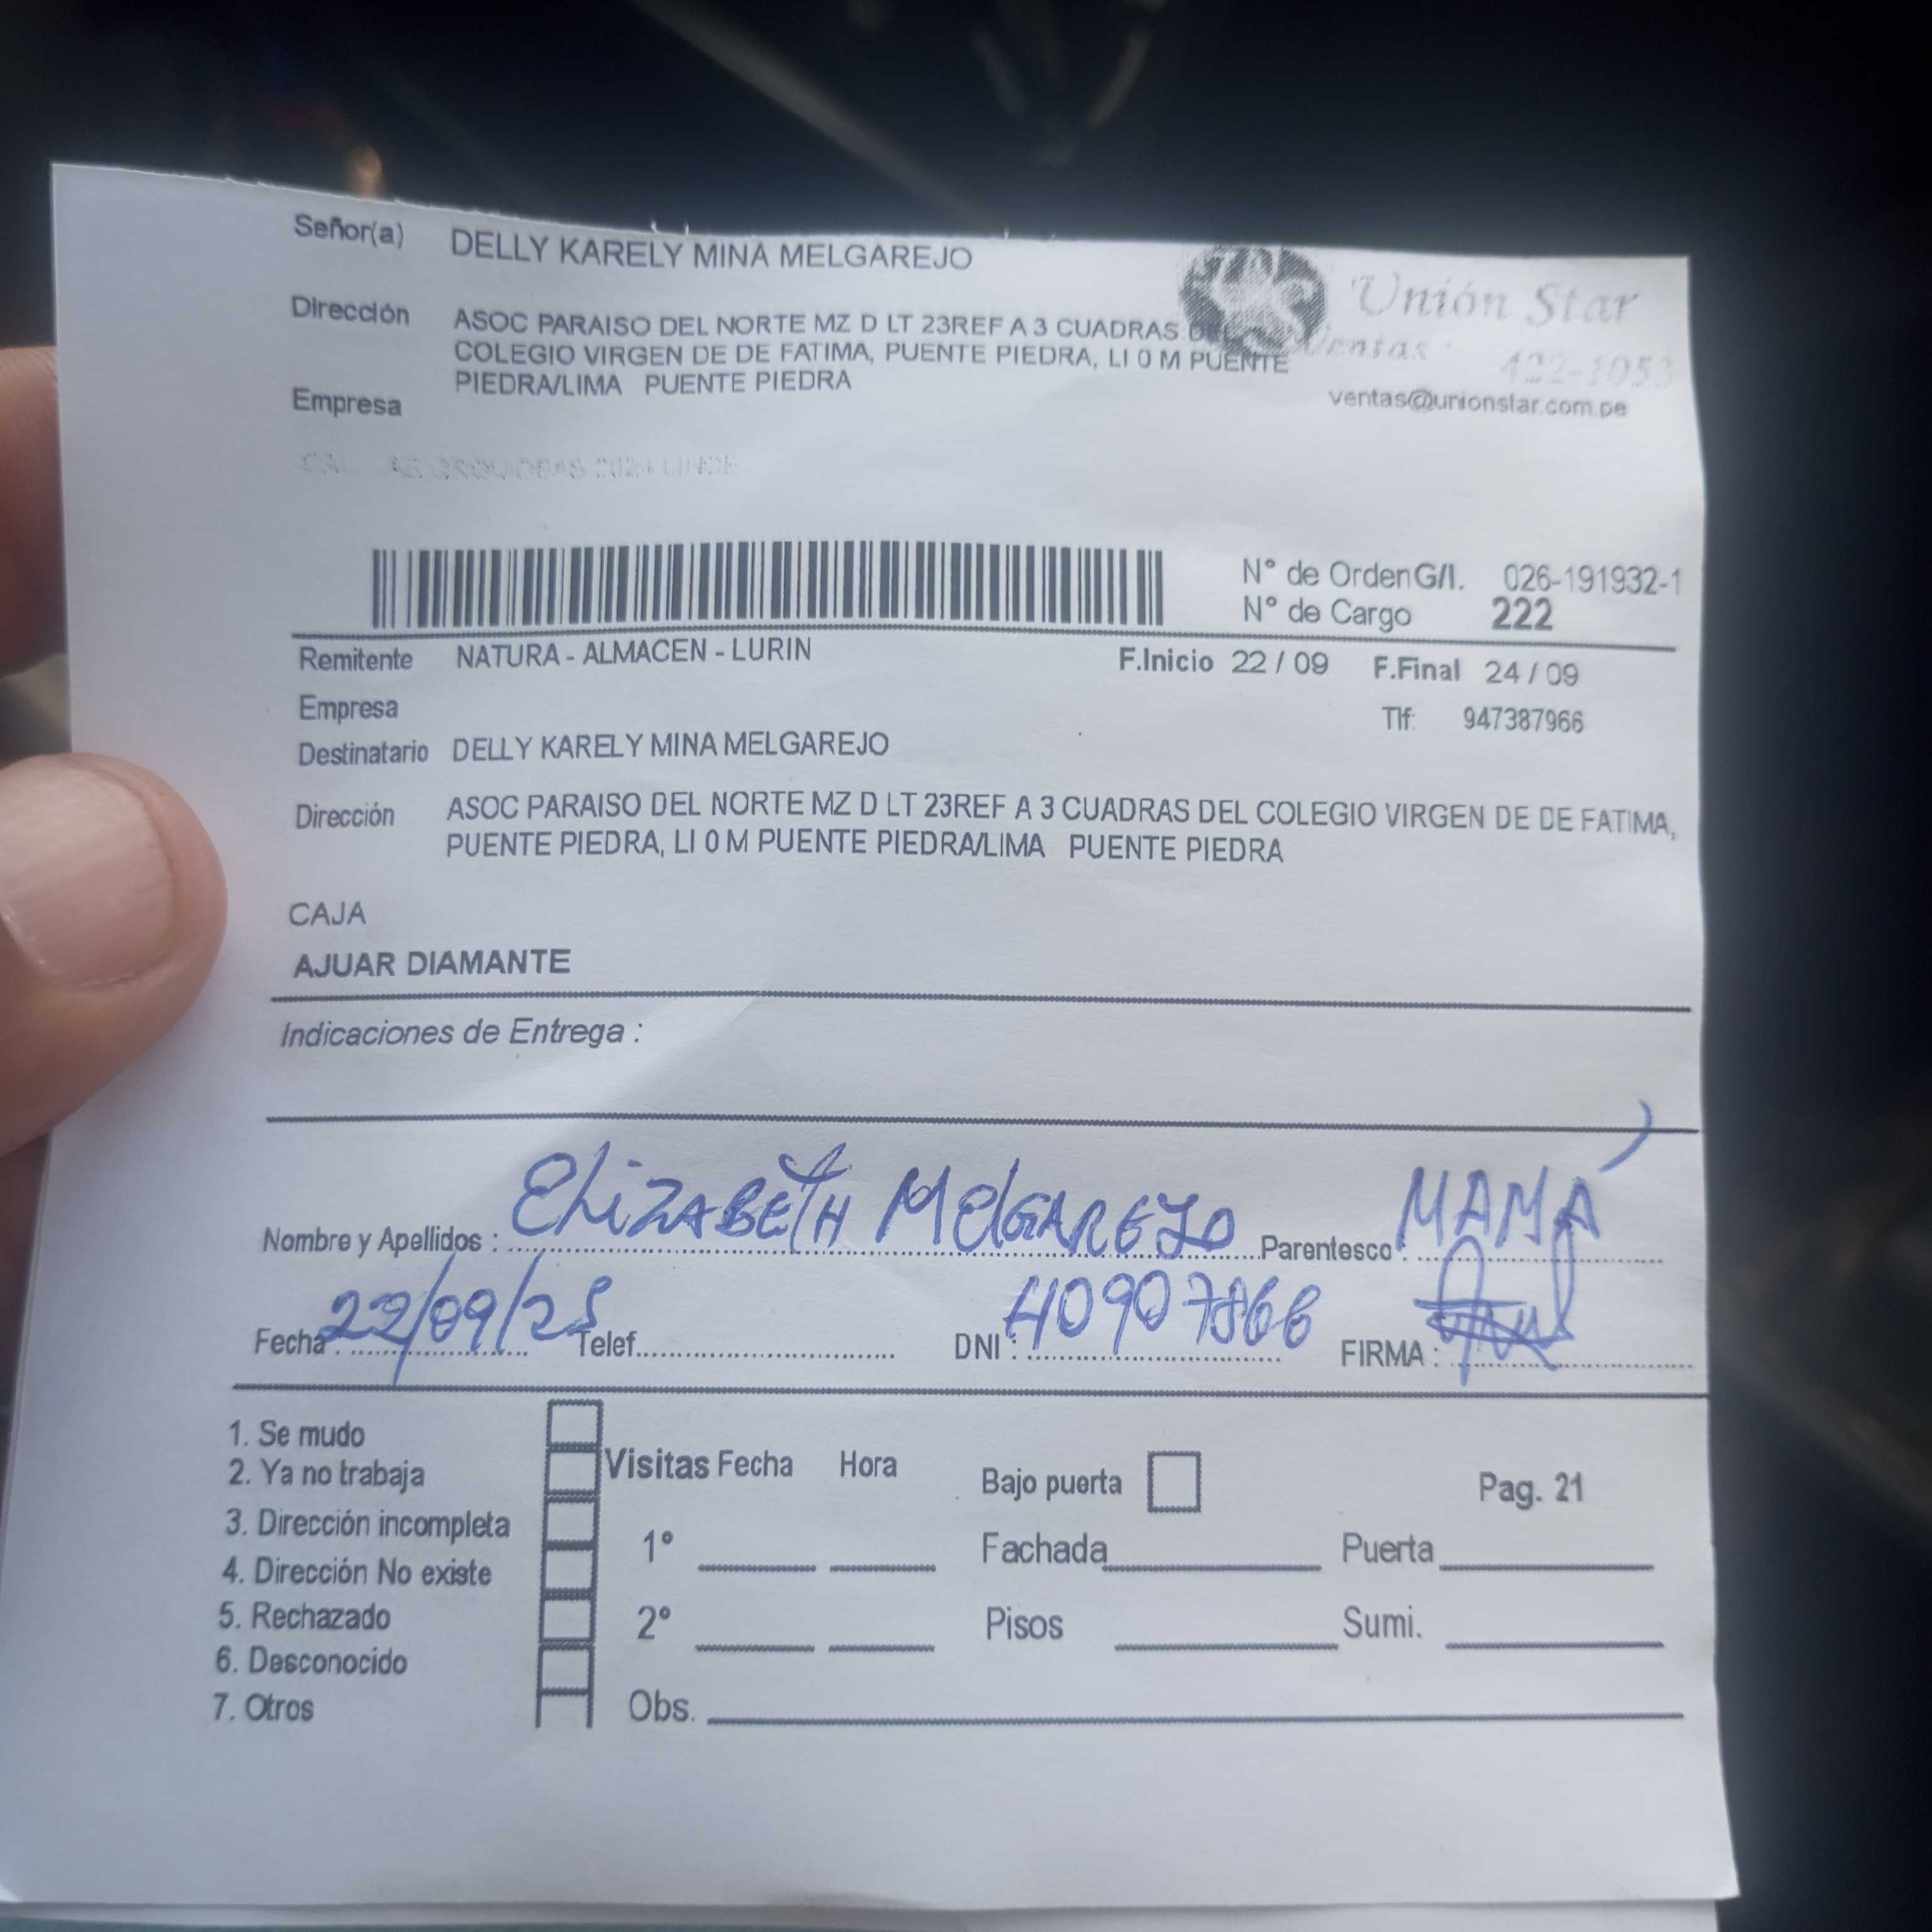 Señor(a) DELLY KARELY MINA MELGAREJO
Unión Star
Dirección ASOC PARAISO DEL NORTE MZ D LT 23REF A 3 CUADRAS
COLEGIO VIRGEN DE DE FATIMA, PUENTE PIEDRA, LI 0 M PUENTE
PIEDRA/LIMA PUENTE PIEDRA
Ventas: 422-1053
ventas@unionstar.com.pe
Empresa
N° de Orden G/I. 026-191932-1
N° de Cargo 222
Remitente NATURA - ALMACEN - LURIN F.Inicio 22 / 09 F.Final 24 / 09
Empresa Tlf: 947387966
Destinatario DELLY KARELY MINA MELGAREJO
Dirección ASOC PARAISO DEL NORTE MZ D LT 23REF A 3 CUADRAS DEL COLEGIO VIRGEN DE DE FATIMA,
PUENTE PIEDRA, LI 0 M PUENTE PIEDRA/LIMA PUENTE PIEDRA
CAJA
AJUAR DIAMANTE
Indicaciones de Entrega :
Nombre y Apellidos : ELIZABETH MELGAREJO Parentesco : MAMÁ
Fecha : 22/09/25 Telef. DNI : 40907866 FIRMA :
1. Se mudo
2. Ya no trabaja
3. Dirección incompleta
4. Dirección No existe
5. Rechazado
6. Desconocido
7. Otros
Visitas Fecha Hora
1°
2°
Obs.
Bajo puerta Pag. 21
Fachada Puerta
Pisos Sumi.